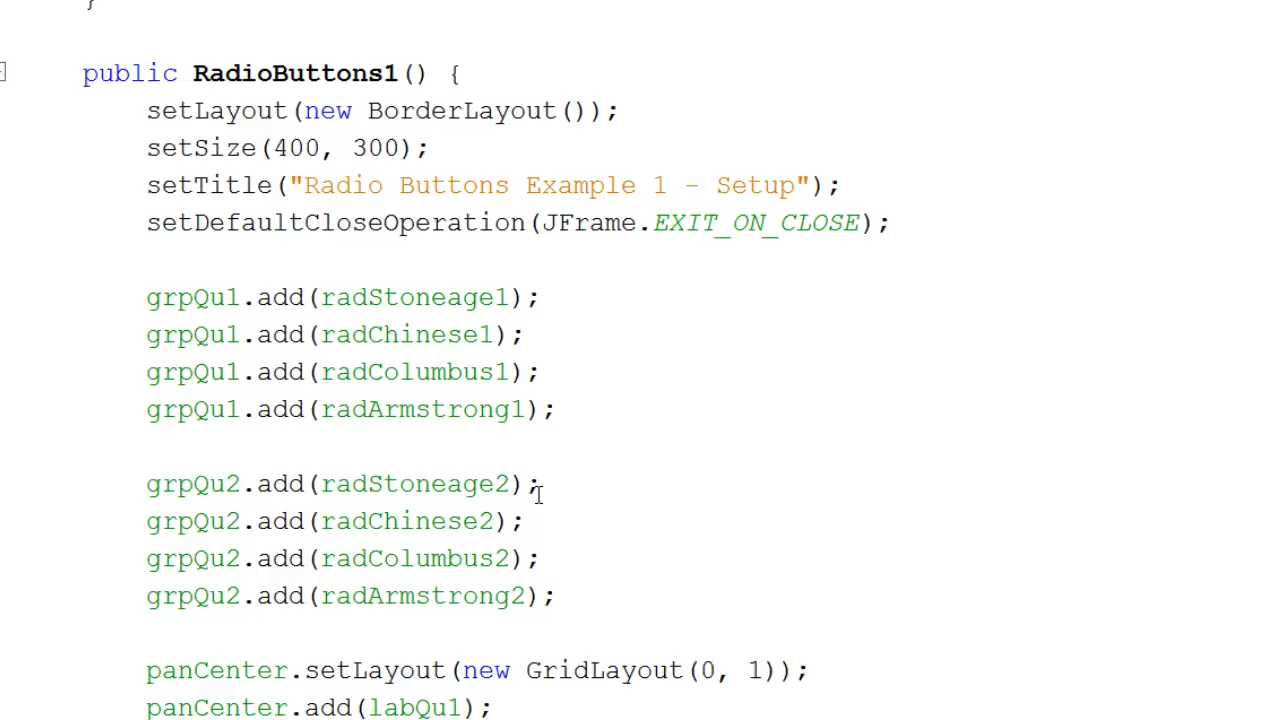 }
public RadioButtons1() {
setLayout(new BorderLayout());
setSize(400, 300);
setTitle("Radio Buttons Example 1 - Setup");
setDefaultCloseOperation(JFrame.EXIT_ON_CLOSE);
grpQu1.add(radStoneage1);
grpQu1.add(radChinese1);
grpQu1.add(radColumbus1);
grpQu1.add(radArmstrong1);
grpQu2.add(radStoneage2);
grpQu2.add(radChinese2);
grpQu2.add(radColumbus2);
grpQu2.add(radArmstrong2);
panCenter.setLayout(new GridLayout(0, 1));
panCenter.add(labQu1);